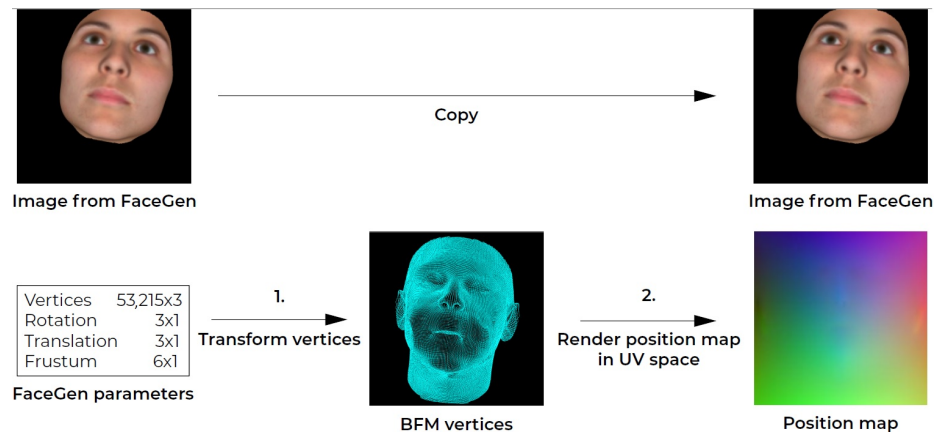 Copy
Image from FaceGen
Image from FaceGen
Vertices 53,215x3
Rotation 3x1
Translation 3x1
Frustum 6x1
FaceGen parameters
1.
Transform vertices
BFM vertices
2.
Render position map
in UV space
Position map